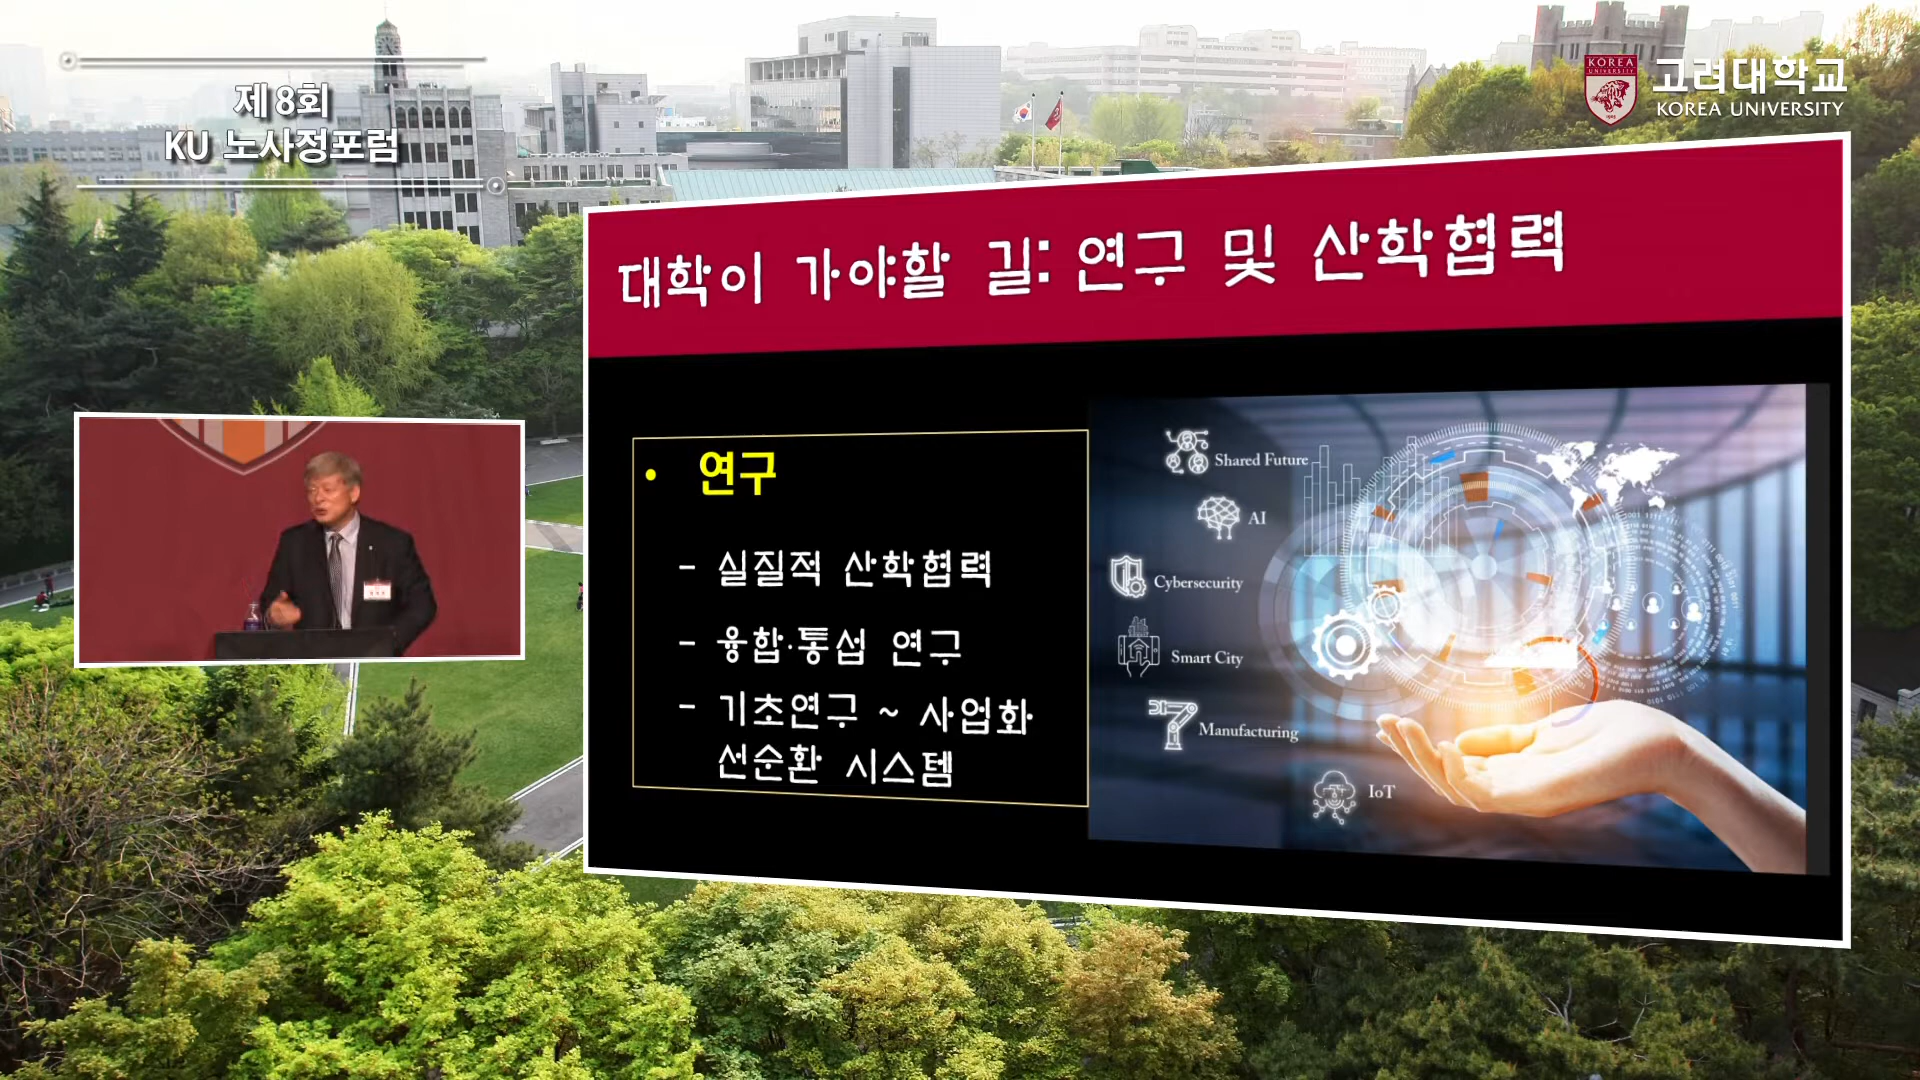 제8회
KU 노사정포럼
KOREA
UNIVERSITY
고려대학교
KOREA UNIVERSITY
대학이 가야할 길: 연구 및 산학협력
• 연구
- 실질적 산학협력
- 융합·통섭 연구
- 기초연구 ~ 사업화
선순환 시스템
Shared Future
AI
Cybersecurity
Smart City
Manufacturing
IoT